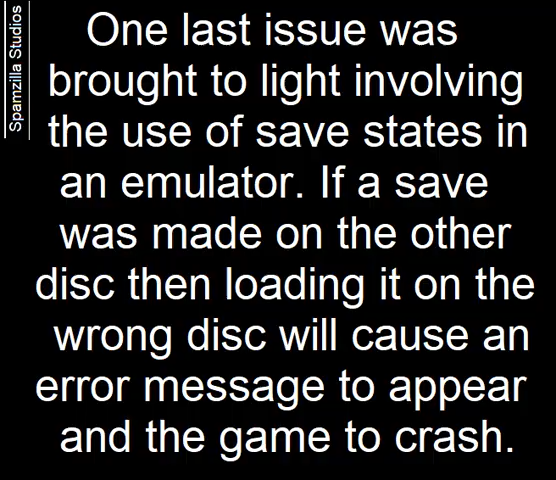 Spamzilla Studios
One last issue was
brought to light involving
the use of save states in
an emulator. If a save
was made on the other
disc then loading it on the
wrong disc will cause an
error message to appear
and the game to crash.